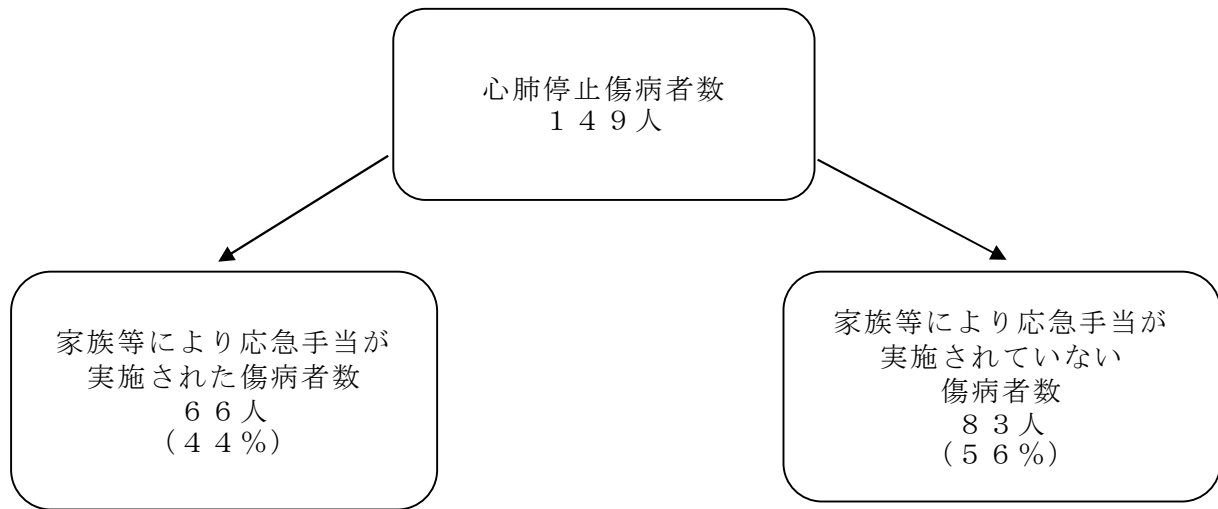 心肺停止傷病者数
１４９人
家族等により応急手当が
実施された傷病者数
６６人
（４４％）
家族等により応急手当が
実施されていない
傷病者数
８３人
（５６％）